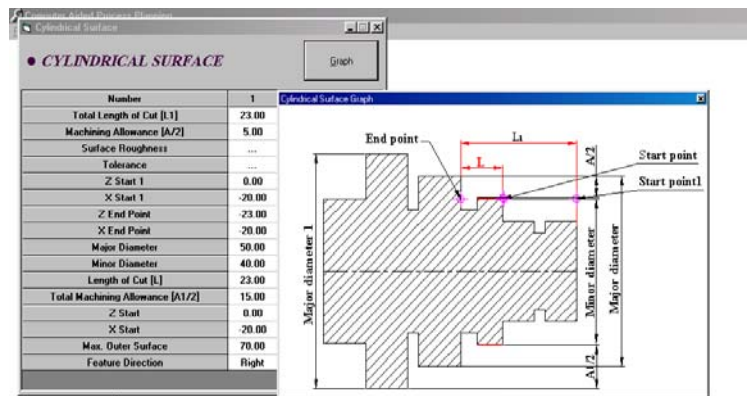 Computer Aided Process Planning
Cylindrical Surface
• CYLINDRICAL SURFACE
Graph
Number 1
Total Length of Cut [L1] 23.00
Machining Allowance [A/2] 5.00
Surface Roughness ...
Tolerance ...
Z Start 1 0.00
X Start 1 -20.00
Z End Point -23.00
X End Point -20.00
Major Diameter 50.00
Minor Diameter 40.00
Length of Cut [L] 23.00
Total Machining Allowance [A1/2] 15.00
Z Start 0.00
X Start -20.00
Max. Outer Surface 70.00
Feature Direction Right
Cylindrical Surface Graph
End point
L1
L
A/2
Start point
Start point1
Major diameter 1
Minor diameter
Major diameter
A1/2